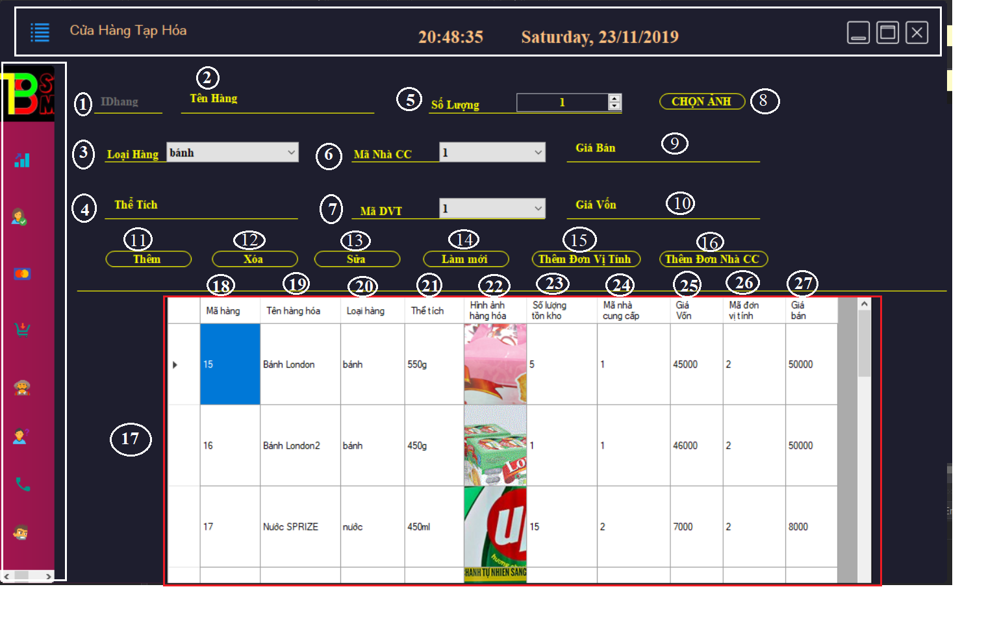 Cửa Hàng Tạp Hóa
20:48:35 Saturday, 23/11/2019
1 IDhang
2
Tên Hàng
5 Số Lượng 1
CHỌN ẢNH 8
3 Loại Hàng bánh
6 Mã Nhà CC 1
Giá Bán 9
4 Thể Tích
7 Mã DVT 1
Giá Vốn 10
11 12 13 14 15 16
Thêm Xóa Sửa Làm mới Thêm Đơn Vị Tính Thêm Đơn Nhà CC
18 19 20 21 22 23 24 25 26 27
Mã hàng Tên hàng hóa Loại hàng Thể tích Hình ảnh hàng hóa Số lượng tồn kho Mã nhà cung cấp Giá Vốn Mã đơn vị tính Giá bán
15 Bánh London bánh 550g 5 1 45000 2 50000
16 Bánh London2 bánh 450g 1 1 46000 2 50000
17
17 Nước SPRIZE nước 450ml 15 2 7000 2 8000
hương
HANH TỰ NHIÊN SẢNG